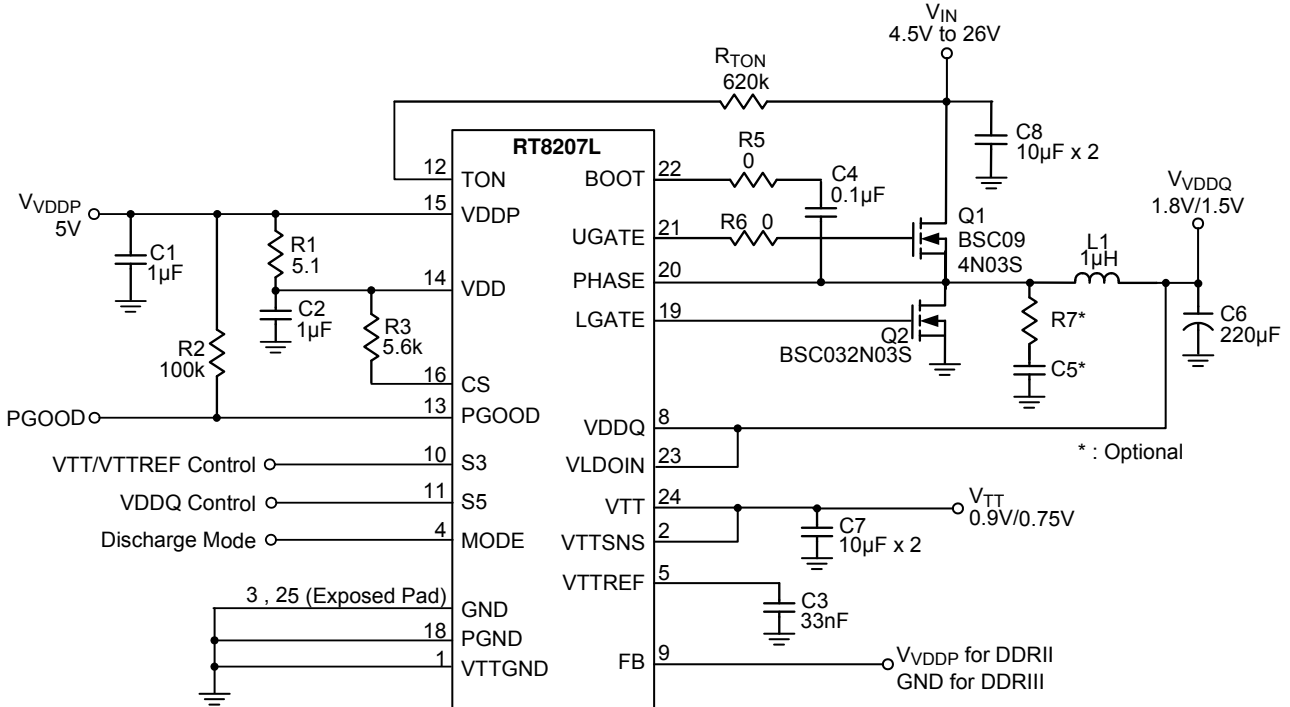 V_IN
4.5V to 26V
R_TON
620k
C8
10µF x 2
RT8207L
R5
0
C4
0.1µF
12
TON
BOOT
22
V_VDDP
5V
15
VDDP
C1
1µF
R1
5.1
UGATE
21
R6
0
Q1
BSC09
4N03S
V_VDDQ
1.8V/1.5V
L1
1µH
14
VDD
PHASE
20
C2
1µF
R3
5.6k
LGATE
19
Q2
BSC032N03S
R7*
C6
220µF
R2
100k
C5*
16
CS
PGOOD
13
PGOOD
VDDQ
8
* : Optional
VTT/VTTREF Control
10
S3
VLDOIN
23
VDDQ Control
11
S5
VTT
24
V_TT
0.9V/0.75V
C7
10µF x 2
Discharge Mode
4
MODE
VTTSNS
2
VTTREF
5
3 , 25 (Exposed Pad)
GND
C3
33nF
18
PGND
1
VTTGND
FB
9
V_VDDP for DDRII
GND for DDRIII